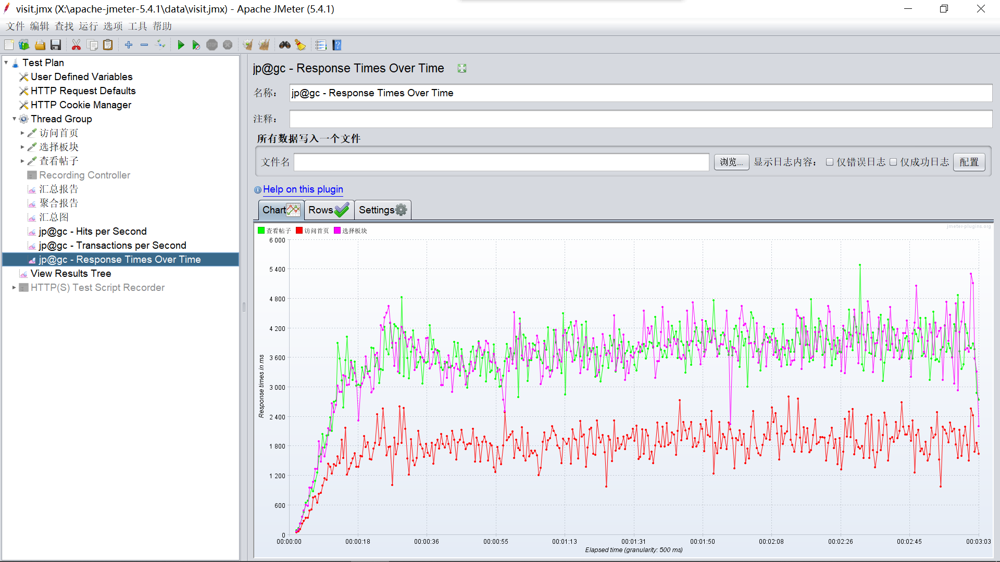 visit.jmx (X:\apache-jmeter-5.4.1\data\visit.jmx) - Apache JMeter (5.4.1)
文件 编辑 查找 运行 选项 工具 帮助
STOP
Test Plan
User Defined Variables
HTTP Request Defaults
HTTP Cookie Manager
Thread Group
访问首页
选择板块
查看帖子
Recording Controller
汇总报告
聚合报告
汇总图
jp@gc - Hits per Second
jp@gc - Transactions per Second
jp@gc - Response Times Over Time
View Results Tree
HTTP(S) Test Script Recorder
jp@gc - Response Times Over Time
名称： jp@gc - Response Times Over Time
注释：
所有数据写入一个文件
文件名 浏览... 显示日志内容： 仅错误日志 仅成功日志 配置
Help on this plugin
Chart Rows Settings
查看帖子 访问首页 选择板块
jmeter-plugins.org
6 000
5 400
4 800
4 200
3 600
3 000
2 400
1 800
1 200
600
0
Response times in ms
00:00:00 00:00:18 00:00:36 00:00:55 00:01:13 00:01:31 00:01:50 00:02:08 00:02:26 00:02:45 00:03:03
Elapsed time (granularity: 500 ms)